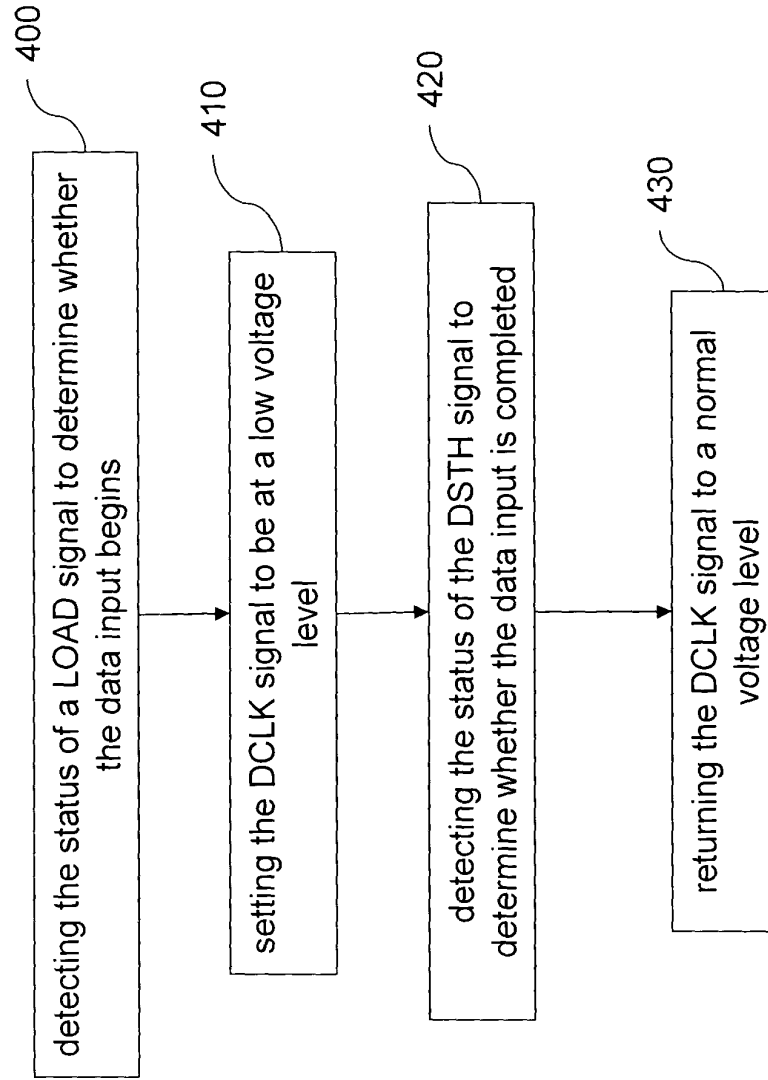 400
detecting the status of a LOAD signal to determine whether
the data input begins
410
setting the DCLK signal to be at a low voltage
level
420
detecting the status of the DSTH signal to
determine whether the data input is completed
430
returning the DCLK signal to a normal
voltage level